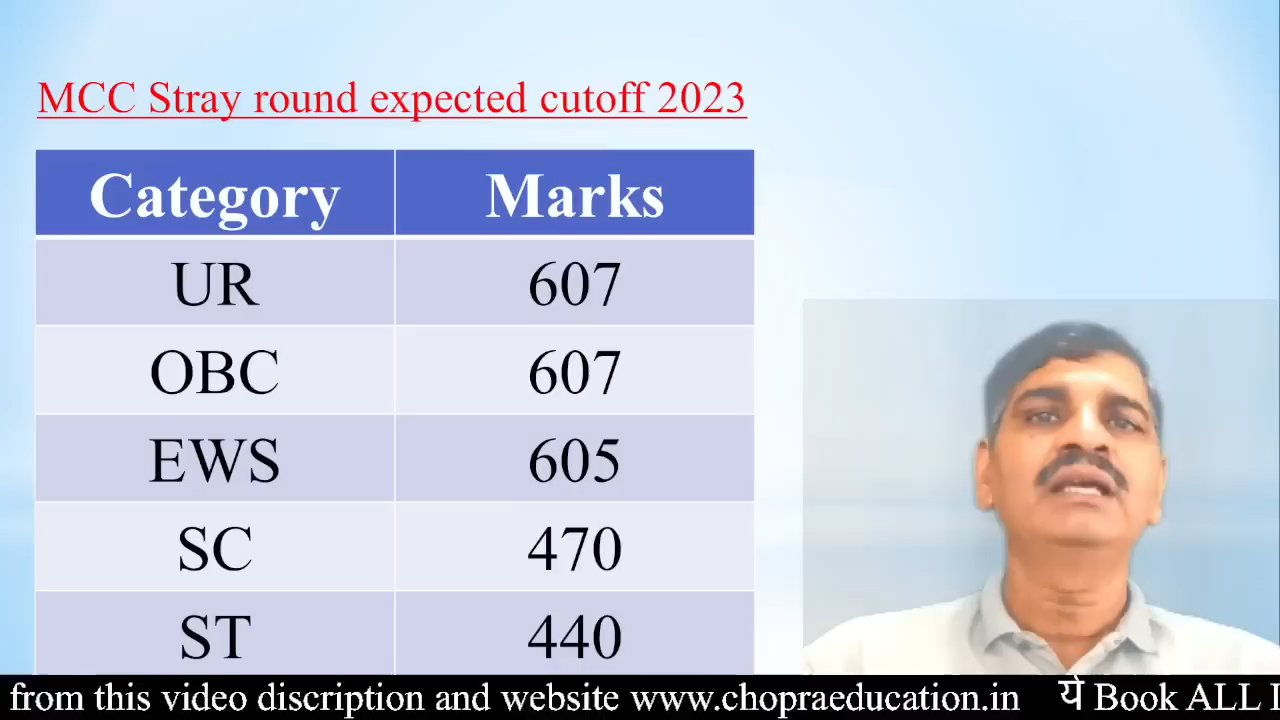 MCC Stray round expected cutoff 2023
Category Marks
UR 607
OBC 607
EWS 605
SC 470
ST 440
from this video discription and website www.chopraeducation.in ये Book ALL